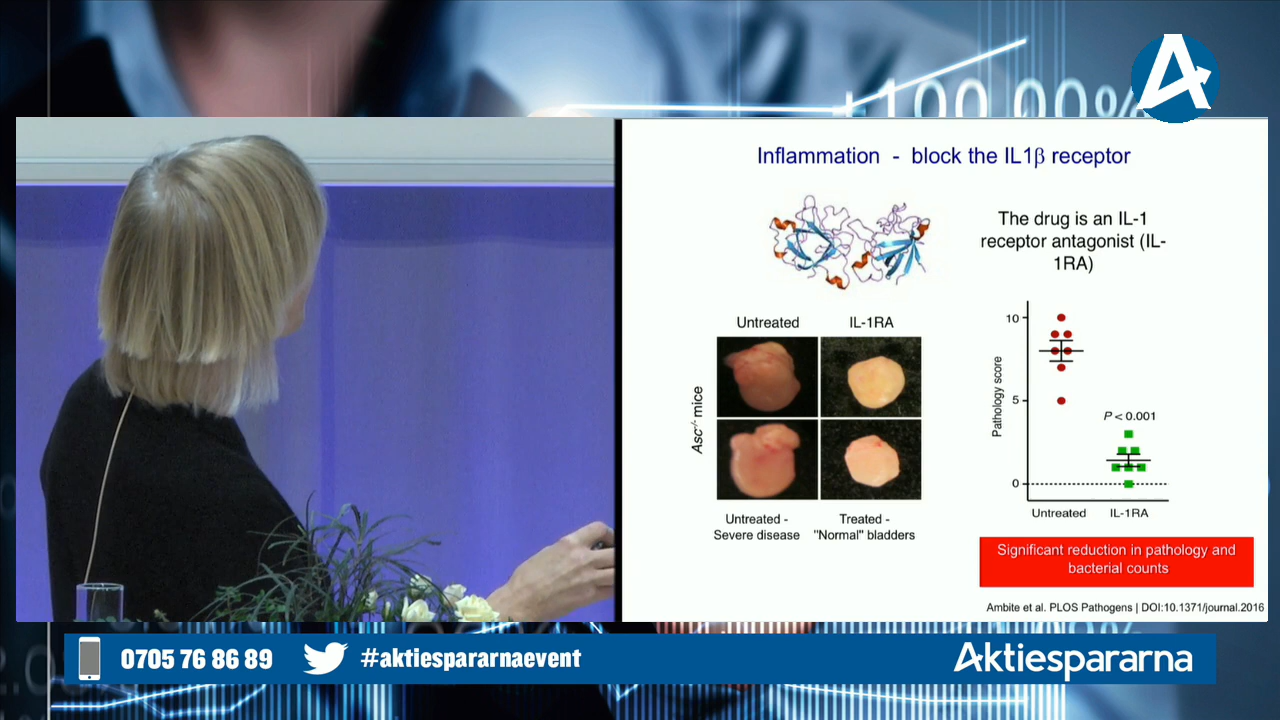 100.00%
Inflammation - block the IL1β receptor
The drug is an IL-1
receptor antagonist (IL-
1RA)
Untreated
IL-1RA
Asc-/- mice
Untreated -
Severe disease
Treated -
"Normal" bladders
Pathology score
10
5
0
P < 0.001
Untreated
IL-1RA
Significant reduction in pathology and
bacterial counts
Ambite et al. PLOS Pathogens | DOI:10.1371/journal.2016
0705 76 86 89
#aktiespararnaevent
Aktiespararna